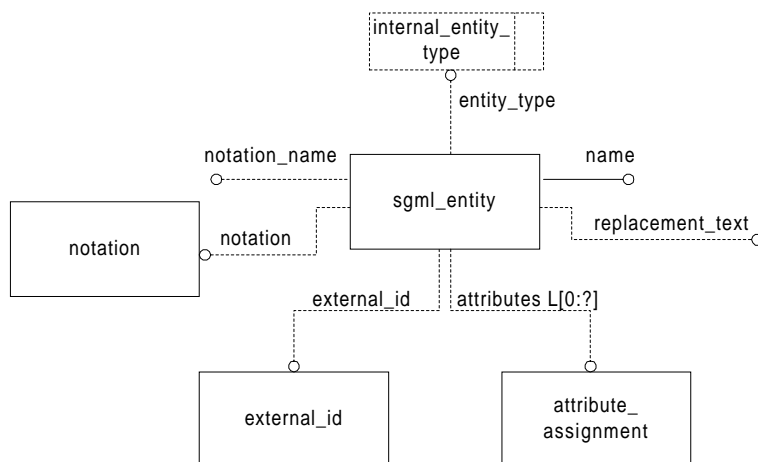 internal_entity_
type
entity_type
notation_name
name
sgml_entity
replacement_text
notation
notation
external_id
attributes L[0:?]
external_id
attribute_
assignment